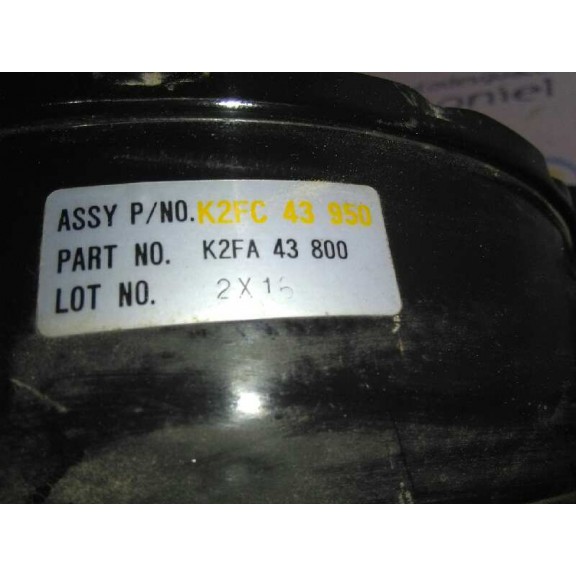 ASSY P/NO. K2FC 43 950
PART NO. K2FA 43 800
LOT NO.